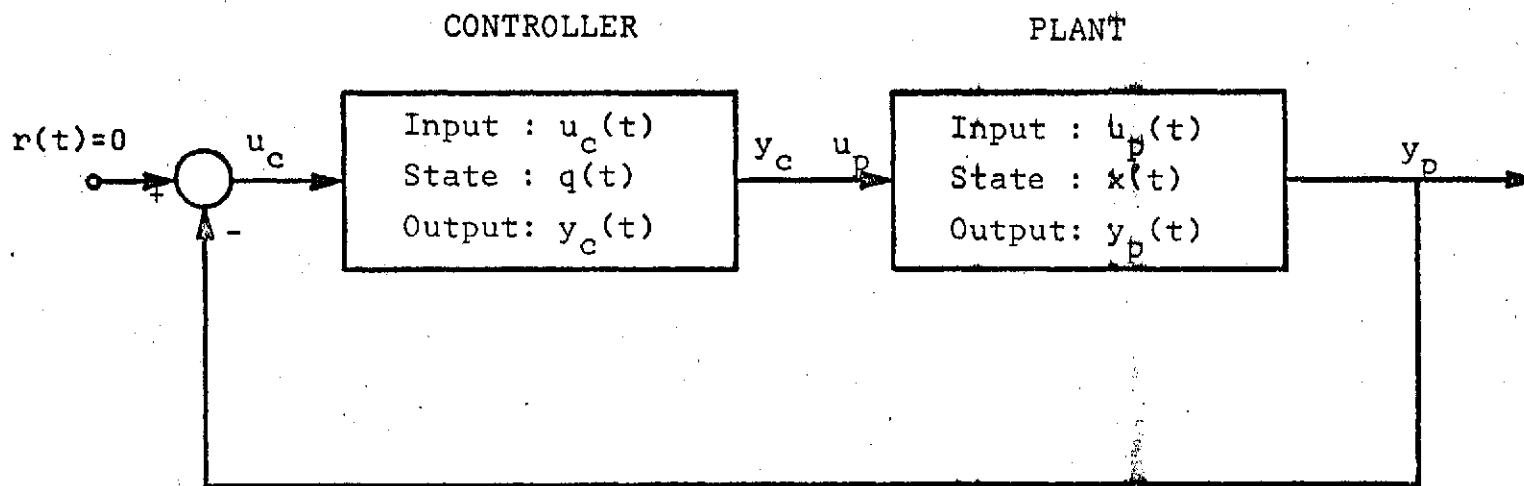 CONTROLLER
PLANT
r(t)=0
+
-
u_c
Input : u_c(t)
State : q(t)
Output: y_c(t)
y_c
u_p
Input : u_p(t)
State : x(t)
Output: y_p(t)
y_p